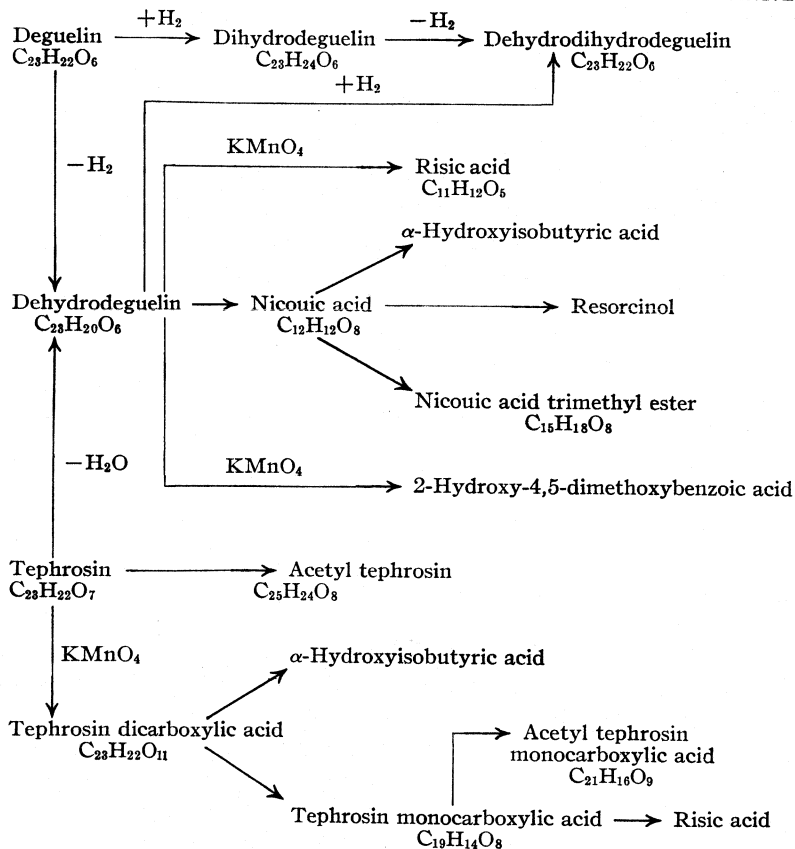 +H₂ −H₂
Deguelin Dihydrodeguelin Dehydrodihydrodeguelin
C₂₃H₂₂O₆ C₂₃H₂₄O₆ C₂₃H₂₂O₆
+H₂
KMnO₄
−H₂ Risic acid
C₁₁H₁₂O₅
α-Hydroxyisobutyric acid
Dehydrodeguelin Nicouic acid Resorcinol
C₂₃H₂₀O₆ C₁₂H₁₂O₈
Nicouic acid trimethyl ester
C₁₅H₁₈O₈
−H₂O KMnO₄
2-Hydroxy-4,5-dimethoxybenzoic acid
Tephrosin Acetyl tephrosin
C₂₃H₂₂O₇ C₂₅H₂₄O₈
KMnO₄ α-Hydroxyisobutyric acid
Tephrosin dicarboxylic acid Acetyl tephrosin
C₂₃H₂₂O₁₁ monocarboxylic acid
C₂₁H₁₆O₉
Tephrosin monocarboxylic acid Risic acid
C₁₉H₁₄O₈